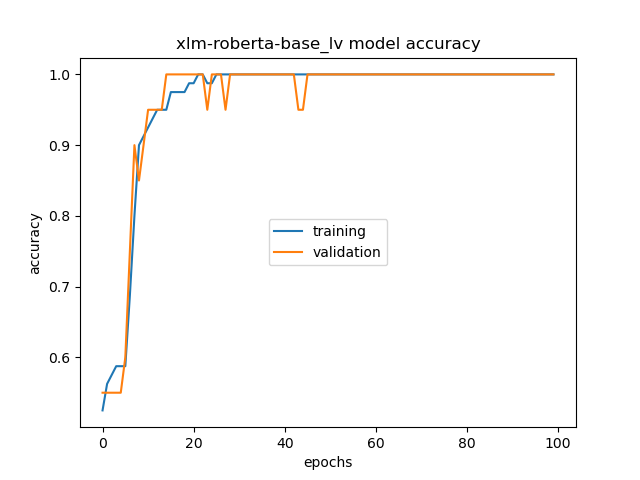 xlm-roberta-base_lv model accuracy
1.0
0.9
0.8
0.7
0.6
accuracy
training
validation
0
20
40
60
80
100
epochs